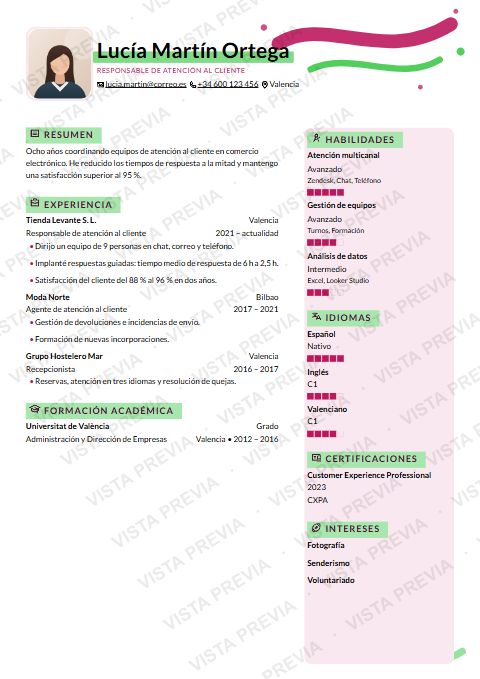 Lucía Martín Ortega
RESPONSABLE DE ATENCIÓN AL CLIENTE
lucia.martin@correo.es +34 600 123 456 Valencia
RESUMEN
Ocho años coordinando equipos de atención al cliente en comercio
electrónico. He reducido los tiempos de respuesta a la mitad y mantengo
una satisfacción superior al 95 %.
EXPERIENCIA
Tienda Levante S. L. Valencia
Responsable de atención al cliente 2021 – actualidad
• Dirijo un equipo de 9 personas en chat, correo y teléfono.
• Implanté respuestas guiadas: tiempo medio de respuesta de 6 h a 2,5 h.
• Satisfacción del cliente del 88 % al 96 % en dos años.
Moda Norte Bilbao
Agente de atención al cliente 2017 – 2021
• Gestión de devoluciones e incidencias de envío.
• Formación de nuevas incorporaciones.
Grupo Hostelero Mar Valencia
Recepcionista 2016 – 2017
• Reservas, atención en tres idiomas y resolución de quejas.
FORMACIÓN ACADÉMICA
Universitat de València Grado
Administración y Dirección de Empresas Valencia • 2012 – 2016
HABILIDADES
Atención multicanal
Avanzado
Zendesk, Chat, Teléfono
Gestión de equipos
Avanzado
Turnos, Formación
Análisis de datos
Intermedio
Excel, Looker Studio
IDIOMAS
Español
Nativo
Inglés
C1
Valenciano
C1
CERTIFICACIONES
Customer Experience Professional
2023
CXPA
INTERESES
Fotografía
Senderismo
Voluntariado
VISTA PREVIA